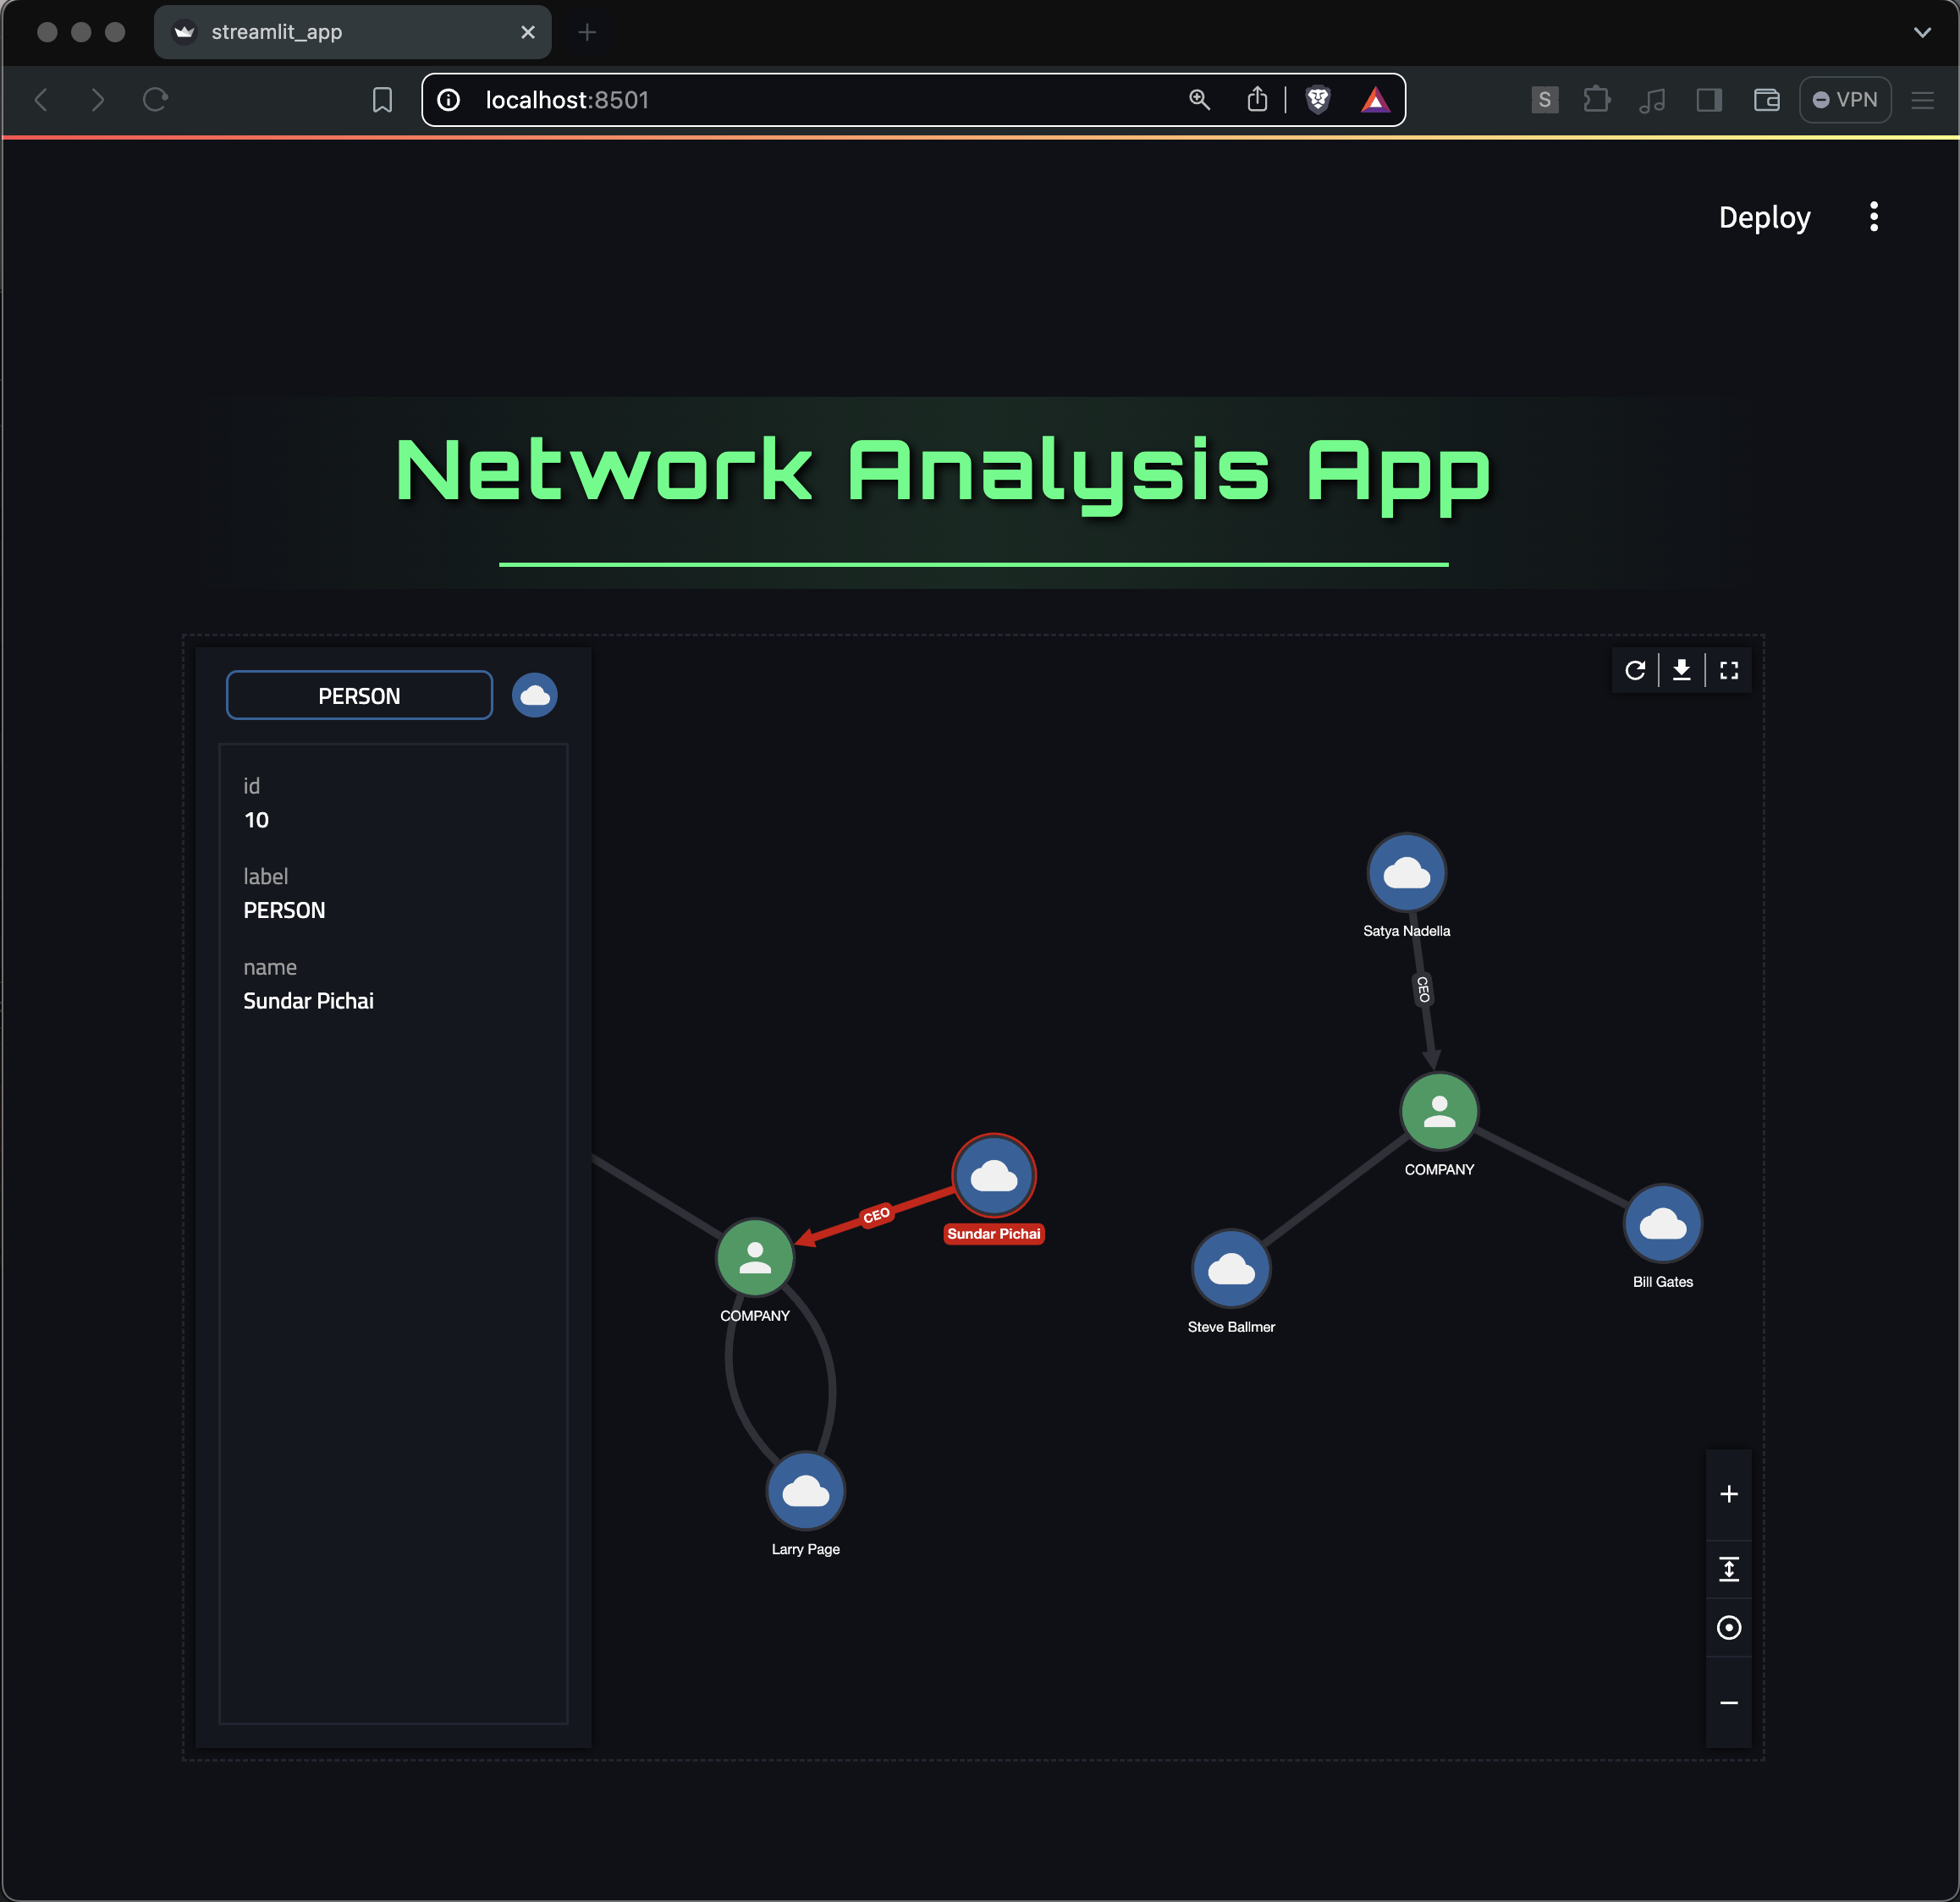 streamlit_app
localhost:8501
S
VPN
Deploy
Network Analysis App
PERSON
id
10
label
PERSON
name
Sundar Pichai
Satya Nadella
CEO
COMPANY
Sundar Pichai
CEO
COMPANY
Steve Ballmer
Bill Gates
Larry Page